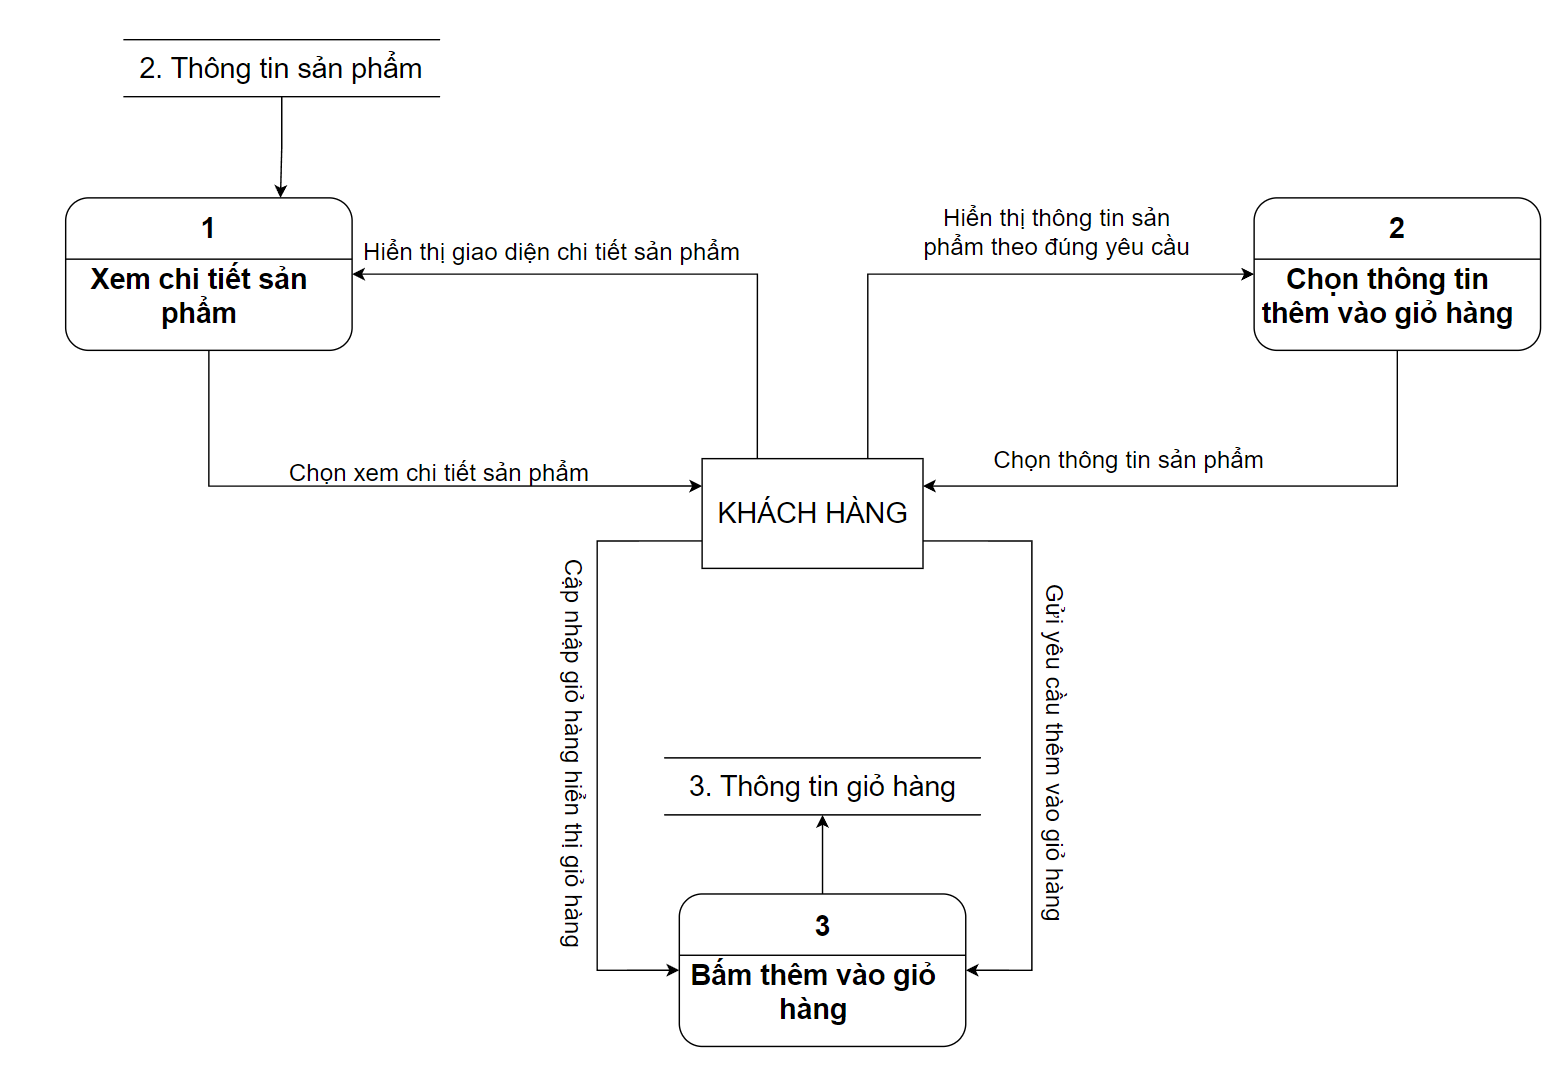 2. Thông tin sản phẩm
1
Xem chi tiết sản
phẩm
Hiển thị giao diện chi tiết sản phẩm
Hiển thị thông tin sản
phẩm theo đúng yêu cầu
2
Chọn thông tin
thêm vào giỏ hàng
Chọn xem chi tiết sản phẩm
Chọn thông tin sản phẩm
KHÁCH HÀNG
Cập nhập giỏ hàng hiển thị giỏ hàng
Gửi yêu cầu thêm vào giỏ hàng
3. Thông tin giỏ hàng
3
Bấm thêm vào giỏ
hàng